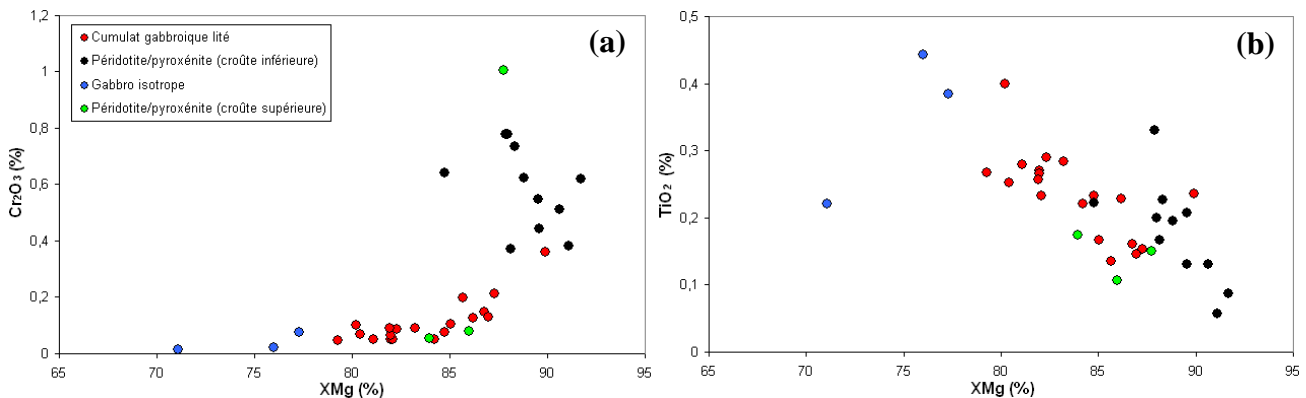 1,2
1
0,8
0,6
0,4
0,2
0
Cr₂O₃ (%)
Cumulat gabbroique lité
Péridotite/pyroxénite (croûte inférieure)
Gabbro isotrope
Péridotite/pyroxénite (croûte supérieure)
(a)
65 70 75 80 85 90 95
XMg (%)
0,5
0,4
0,3
0,2
0,1
0
TiO₂ (%)
(b)
65 70 75 80 85 90 95
XMg (%)